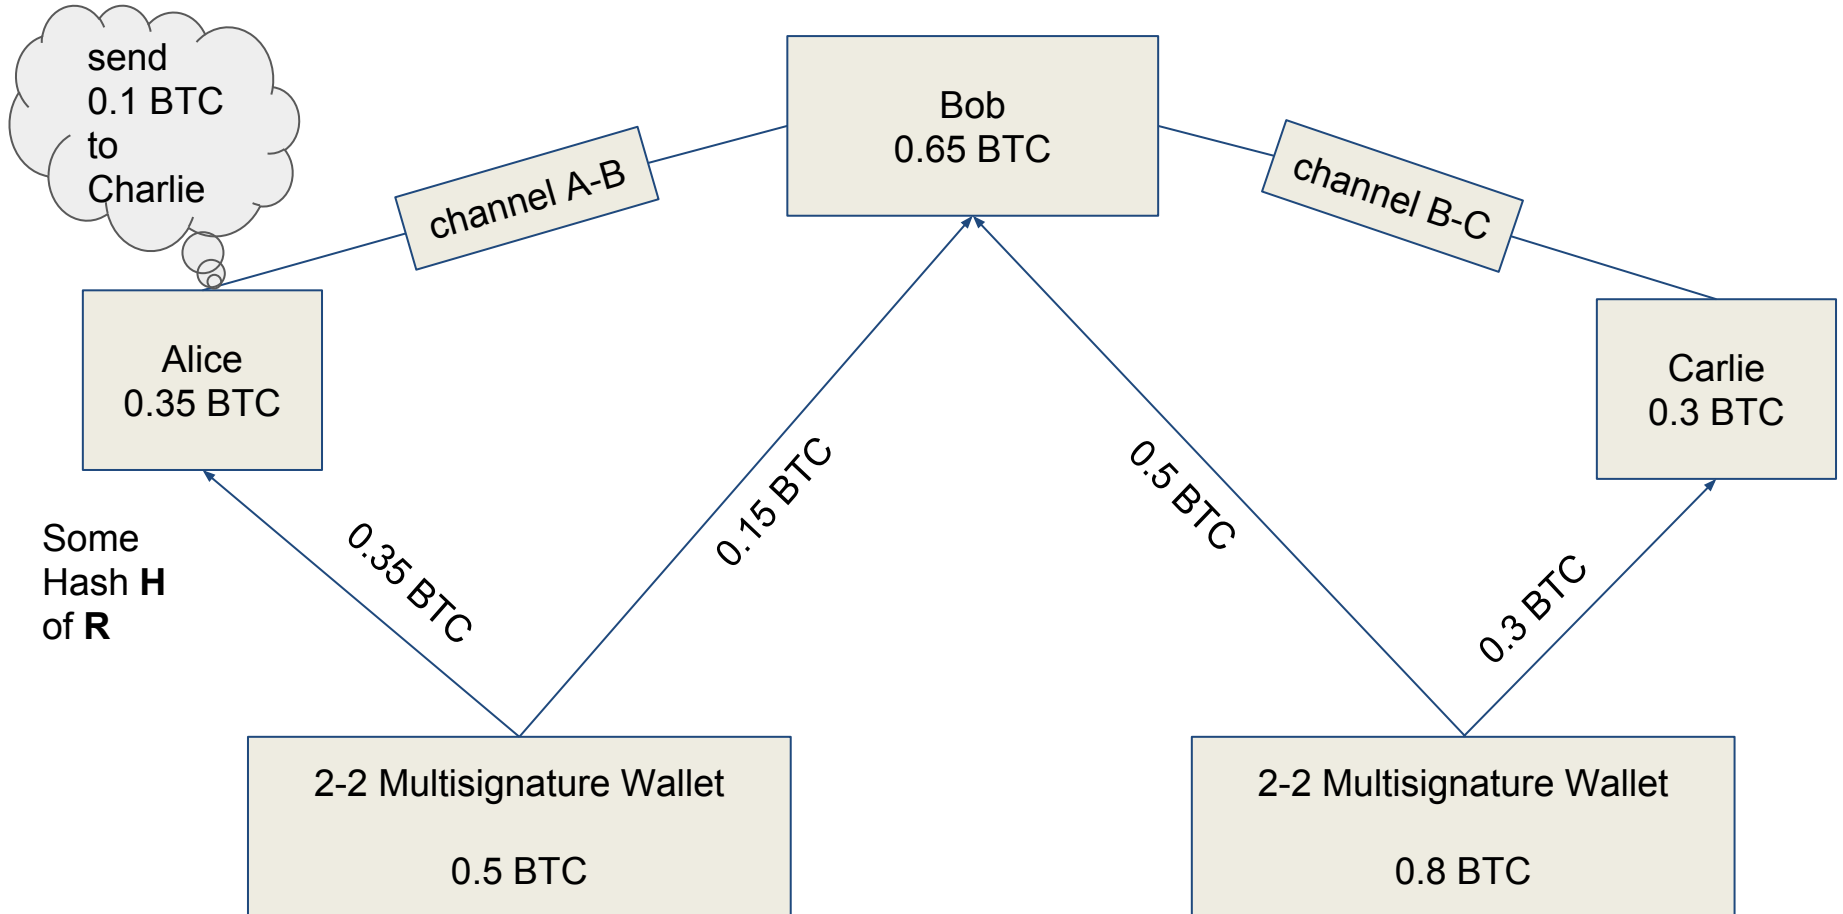 send
0.1 BTC
to
Charlie
channel A-B
Bob
0.65 BTC
channel B-C
Alice
0.35 BTC
Carlie
0.3 BTC
Some
Hash H
of R
0.35 BTC
0.15 BTC
0.5 BTC
0.3 BTC
2-2 Multisignature Wallet
0.5 BTC
2-2 Multisignature Wallet
0.8 BTC